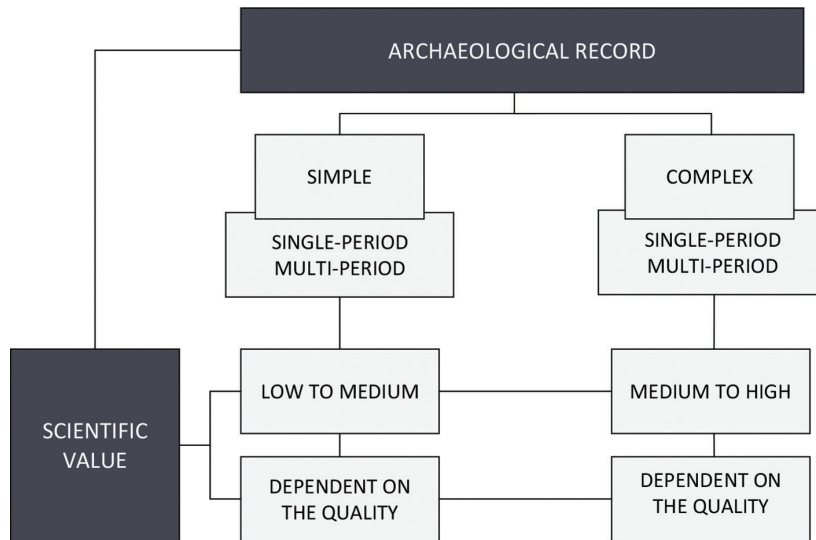 ARCHAEOLOGICAL RECORD
SIMPLE
COMPLEX
SINGLE-PERIOD
MULTI-PERIOD
SINGLE-PERIOD
MULTI-PERIOD
SCIENTIFIC
VALUE
LOW TO MEDIUM
MEDIUM TO HIGH
DEPENDENT ON
THE QUALITY
DEPENDENT ON
THE QUALITY